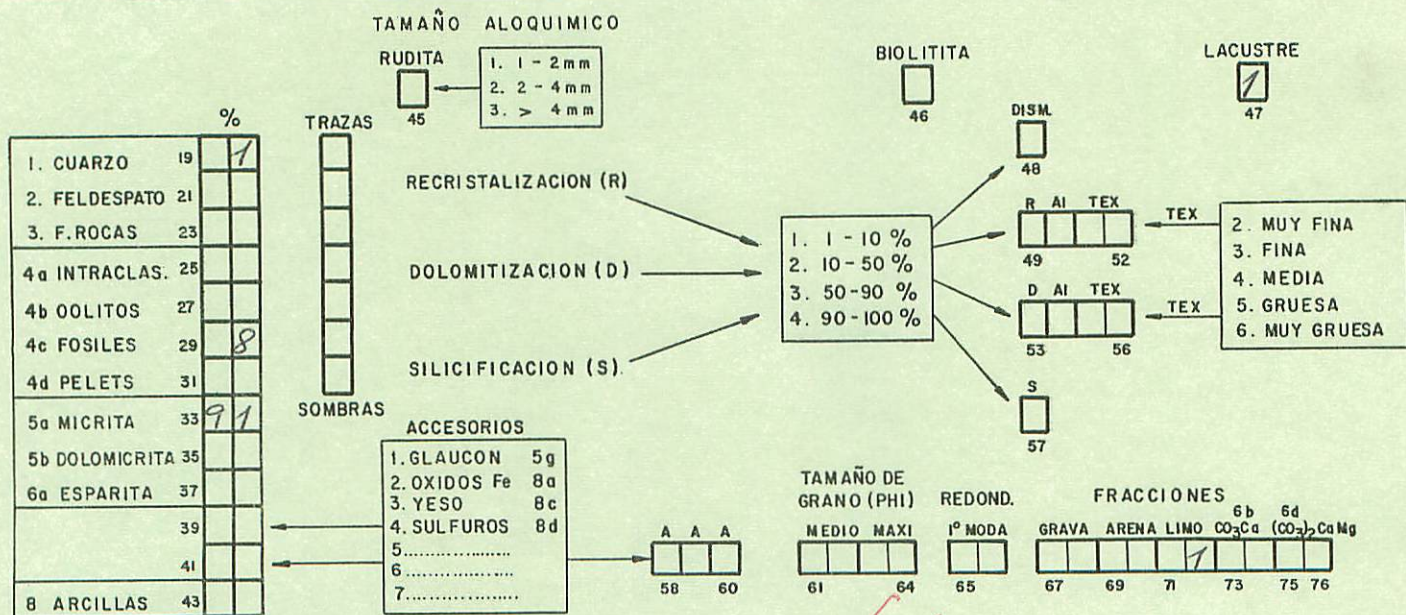 TAMAÑO ALOQUIMICO
RUDITA
45
1. 1 - 2 mm
2. 2 - 4 mm
3. > 4 mm
BIOLITITA
46
LACUSTRE
1
47
%
TRAZAS
SOMBRAS
1. CUARZO 19 1
2. FELDESPATO 21
3. F.ROCAS 23
4a INTRACLAS. 25
4b OOLITOS 27
4c FOSILES 29 8
4d PELETS 31
5a MICRITA 33 9 1
5b DOLOMICRITA 35
6a ESPARITA 37
39
41
8 ARCILLAS 43
RECRISTALIZACION (R)
DOLOMITIZACION (D)
SILICIFICACION (S).
1. 1 - 10 %
2. 10 - 50 %
3. 50 - 90 %
4. 90 - 100 %
DISM.
48
R AI TEX
49 52
D AI TEX
53 56
S
57
TEX
TEX
2. MUY FINA
3. FINA
4. MEDIA
5. GRUESA
6. MUY GRUESA
ACCESORIOS
1. GLAUCON 5g
2. OXIDOS Fe 8a
3. YESO 8c
4. SULFUROS 8d
5..................
6..................
7..................
A A A
58 60
TAMAÑO DE
GRANO (PHI)
MEDIO MAXI
61 64
REDOND.
1º MODA
65
FRACCIONES
6b 6d
GRAVA ARENA LIMO CO3Ca (CO3)2CaMg
1
67 69 71 73 75 76